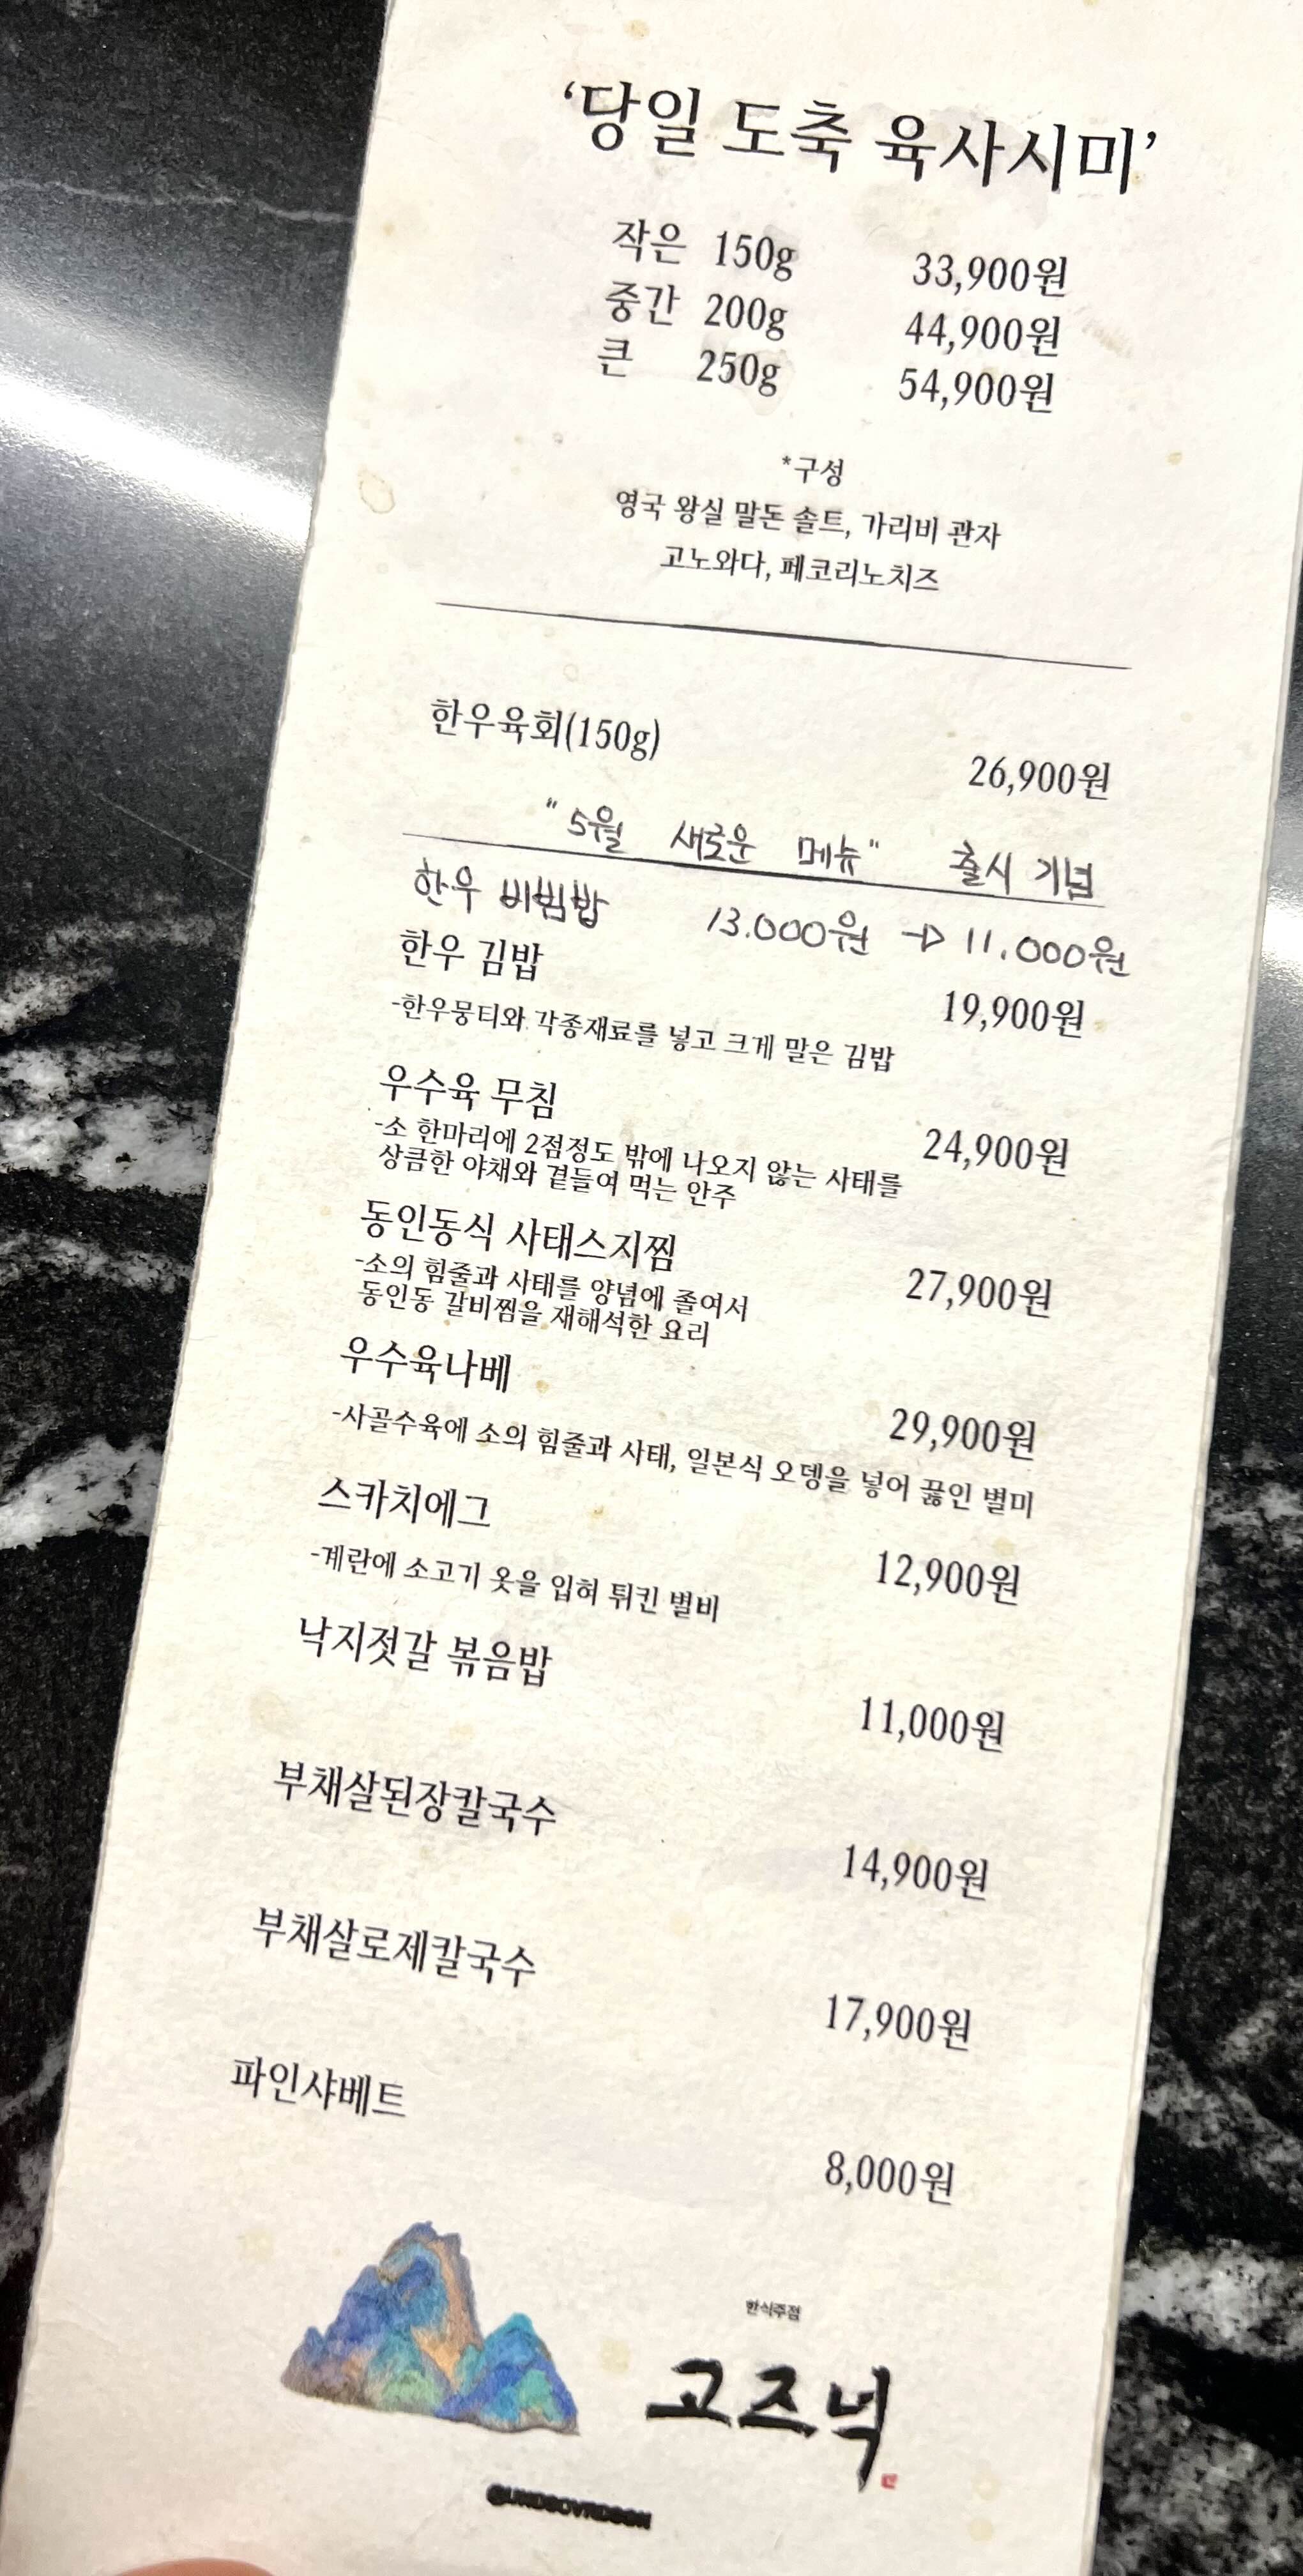 ‘당일 도축 육사시미’
작은 150g 33,900원
중간 200g 44,900원
큰 250g 54,900원
*구성
영국 왕실 말돈 솔트, 가리비 관자
고노와다, 페코리노치즈
한우육회(150g) 26,900원
"5월 새로운 메뉴" 출시 기념
한우 비빔밥 13.000원 → 11.000원
한우 김밥 19,900원
-한우뭉티와 각종재료를 넣고 크게 말은 김밥
우수육 무침 24,900원
-소 한마리에 2점정도 밖에 나오지 않는 사태를
상큼한 야채와 곁들여 먹는 안주
동인동식 사태스지찜 27,900원
-소의 힘줄과 사태를 양념에 졸여서
동인동 갈비찜을 재해석한 요리
우수육나베 29,900원
-사골수육에 소의 힘줄과 사태, 일본식 오뎅을 넣어 끓인 별미
스카치에그 12,900원
-계란에 소고기 옷을 입혀 튀킨 별비
낙지젓갈 볶음밥 11,000원
부채살된장칼국수 14,900원
부채살로제칼국수 17,900원
파인샤베트 8,000원
한식주점
고즈넉